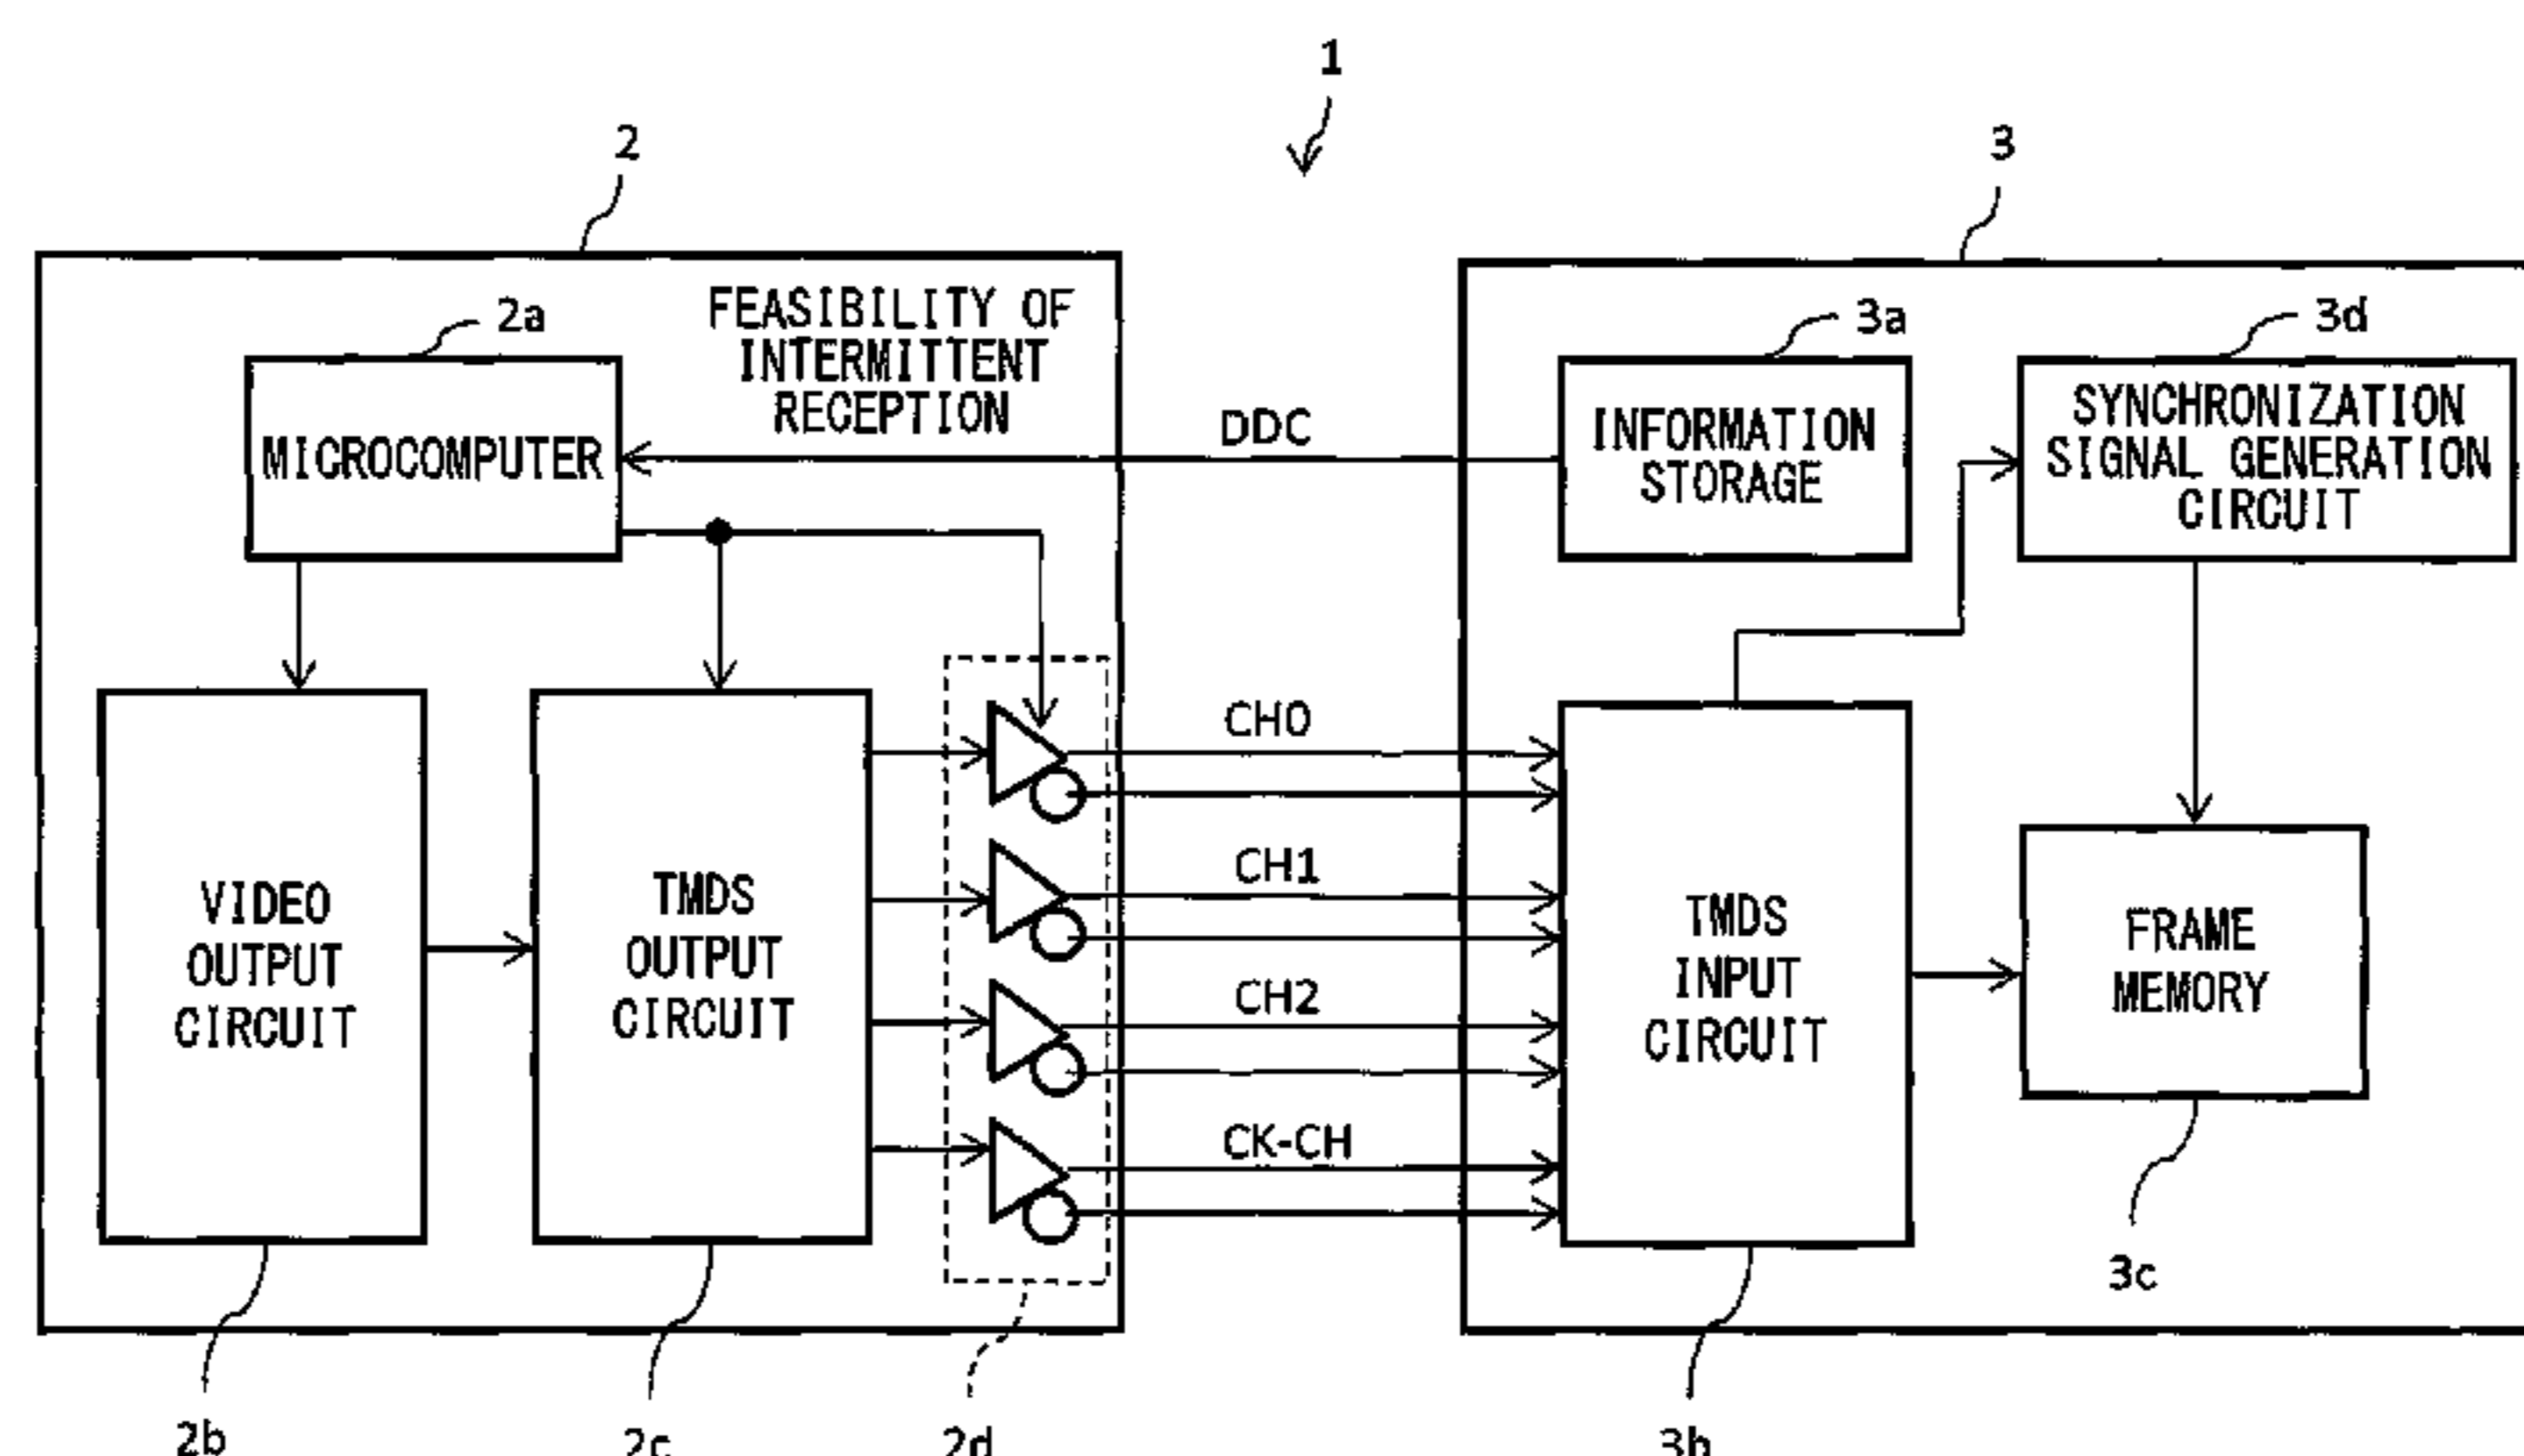 1
2
3
FEASIBILITY OF
INTERMITTENT
RECEPTION
2a
3a
3d
MICROCOMPUTER
DDC
INFORMATION
STORAGE
SYNCHRONIZATION
SIGNAL GENERATION
CIRCUIT
CH0
CH1
CH2
CK-CH
VIDEO
OUTPUT
CIRCUIT
TMDS
OUTPUT
CIRCUIT
TMDS
INPUT
CIRCUIT
FRAME
MEMORY
3c
2b
2c
2d
3b